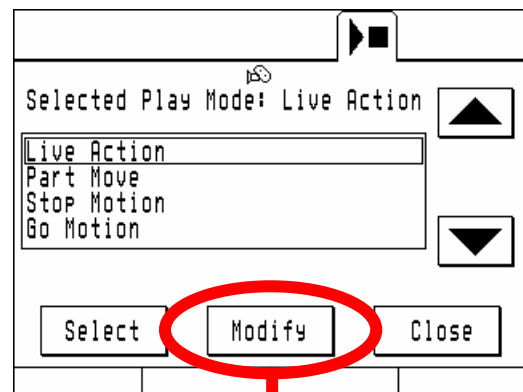 Selected Play Mode: Live Action
Live Action
Part Move
Stop Motion
Go Motion
Select Modify Close